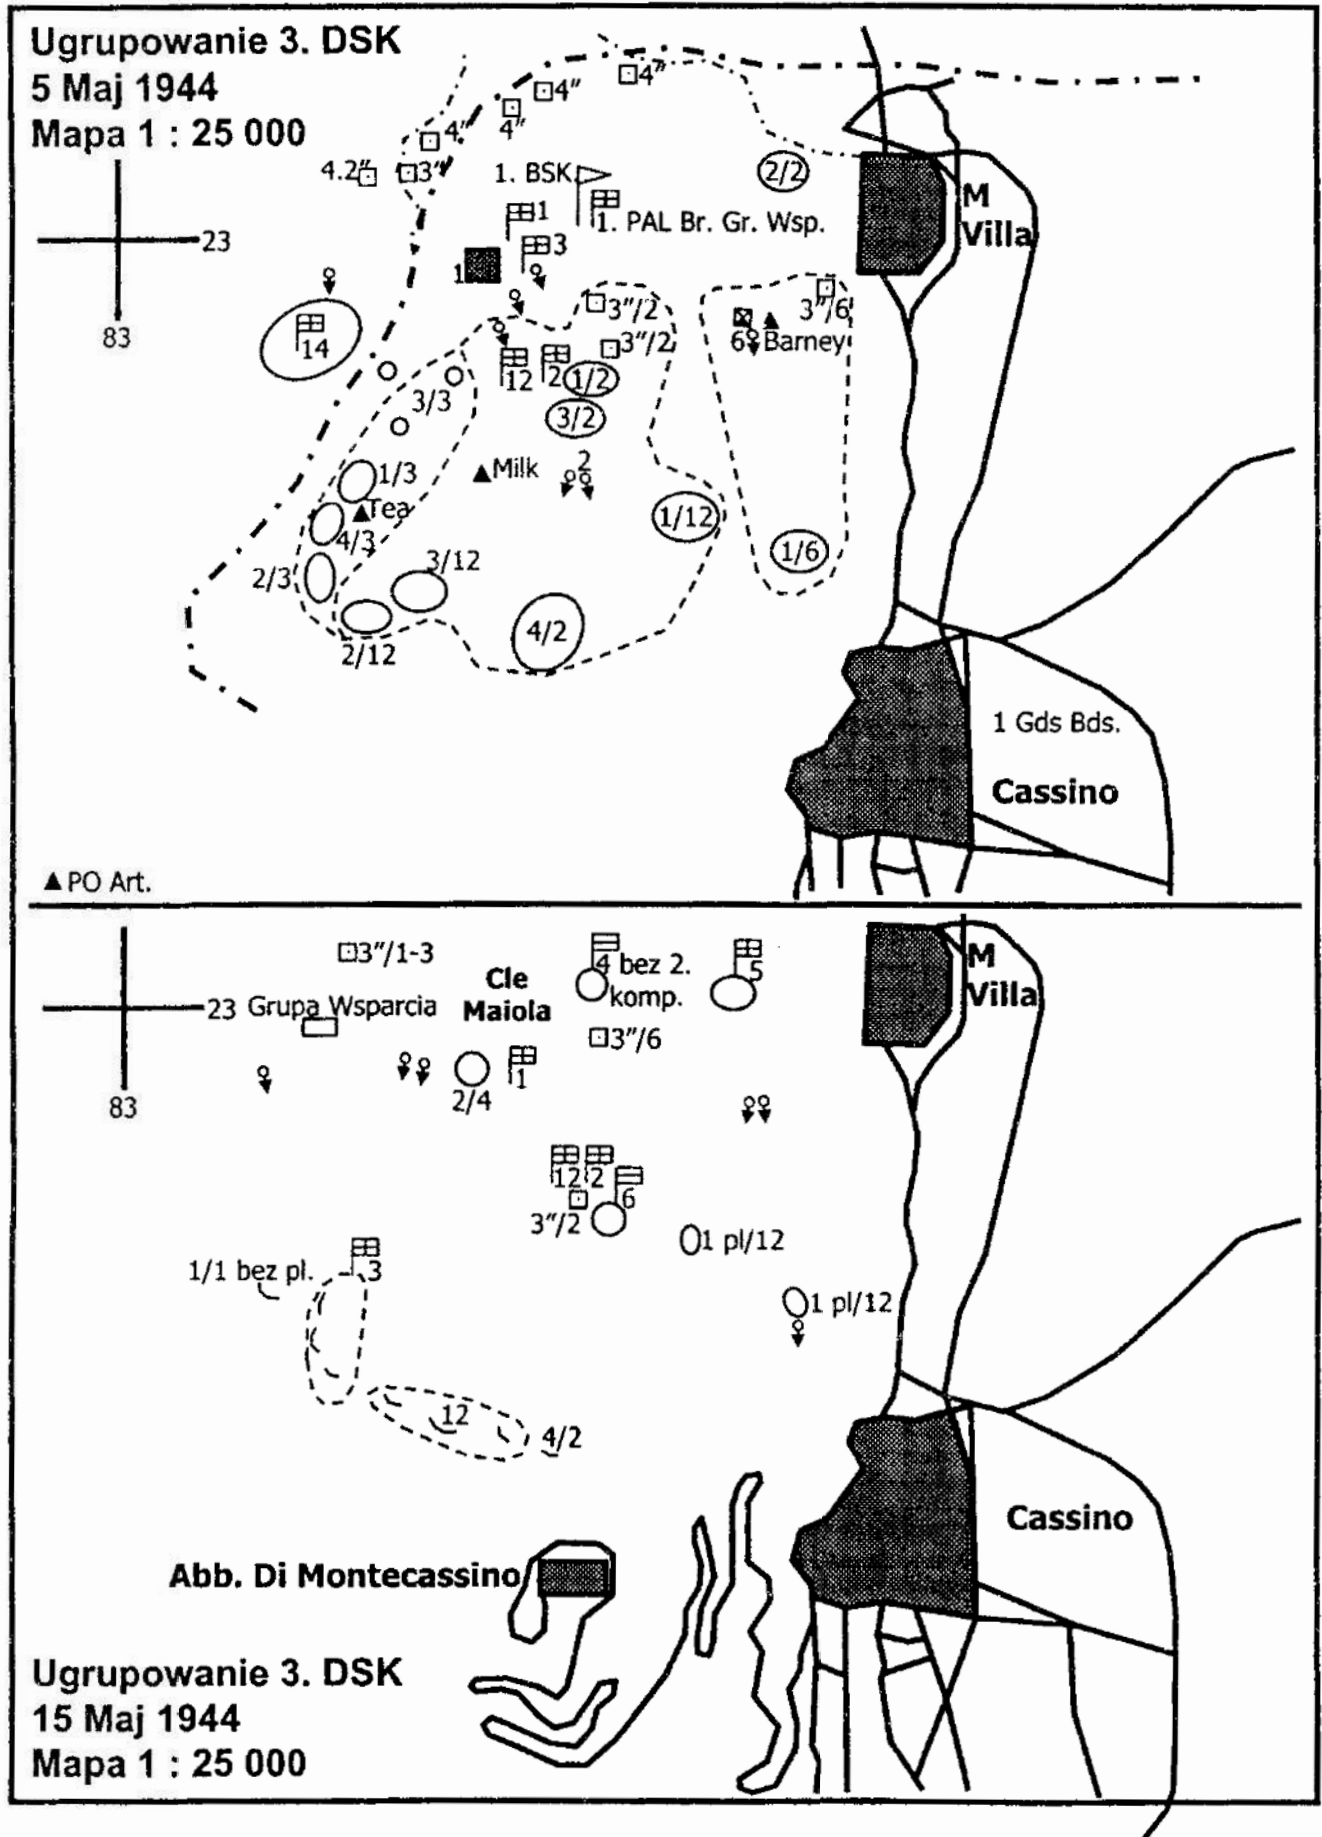 Ugrupowanie 3. DSK
5 Maj 1944
Mapa 1 : 25 000
4"
4"
4"
4"
4.2"
3"
1. BSK
2/2
1
1. PAL Br. Gr. Wsp.
M
Villa
23
3
1
83
14
3"/2
3"/6
3"/2
6
Barney
12
2
1/2
3/3
3/2
Milk
2
1/3
Tea
1/12
4/3
1/6
3/12
2/3
4/2
2/12
1 Gds Bds.
Cassino
PO Art.
3"/1-3
Cle
Maiola
4 bez 2.
komp.
5
M
Villa
23
Grupa Wsparcia
3"/6
1
2/4
83
12
2
6
3"/2
1 pl/12
1/1 bez pl.
3
1 pl/12
12
4/2
Cassino
Abb. Di Montecassino
Ugrupowanie 3. DSK
15 Maj 1944
Mapa 1 : 25 000